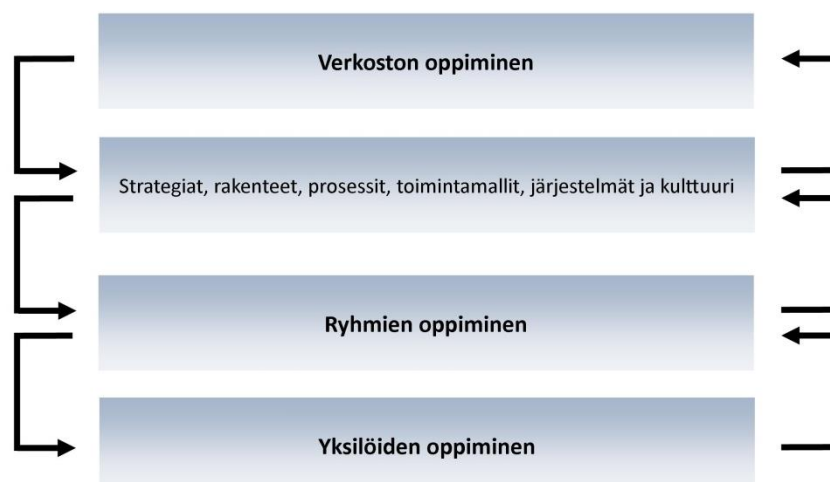 Verkoston oppiminen
Strategiat, rakenteet, prosessit, toimintamallit, järjestelmät ja kulttuuri
Ryhmien oppiminen
Yksilöiden oppiminen